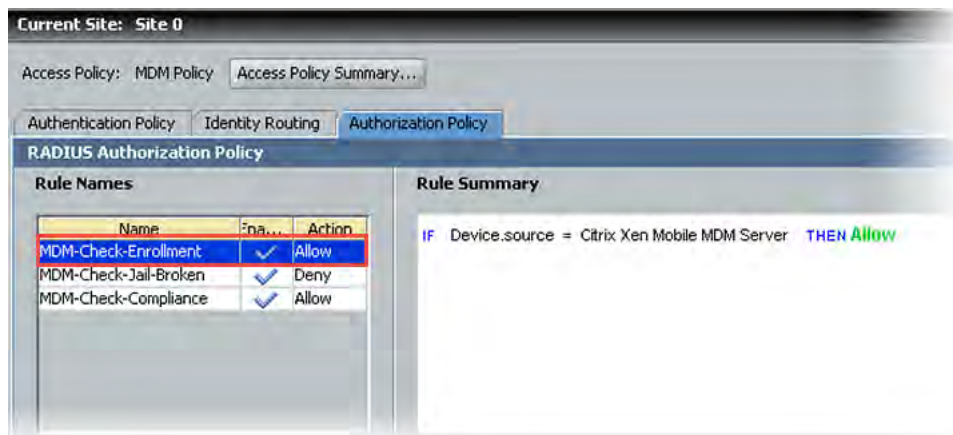 Current Site: Site 0
Access Policy: MDM Policy Access Policy Summary...
Authentication Policy Identity Routing Authorization Policy
RADIUS Authorization Policy
Rule Names Rule Summary
Name Ena... Action
IF Device.source = Citrix Xen Mobile MDM Server THEN Allow
MDM-Check-Enrollment Allow
MDM-Check-Jail-Broken Deny
MDM-Check-Compliance Allow